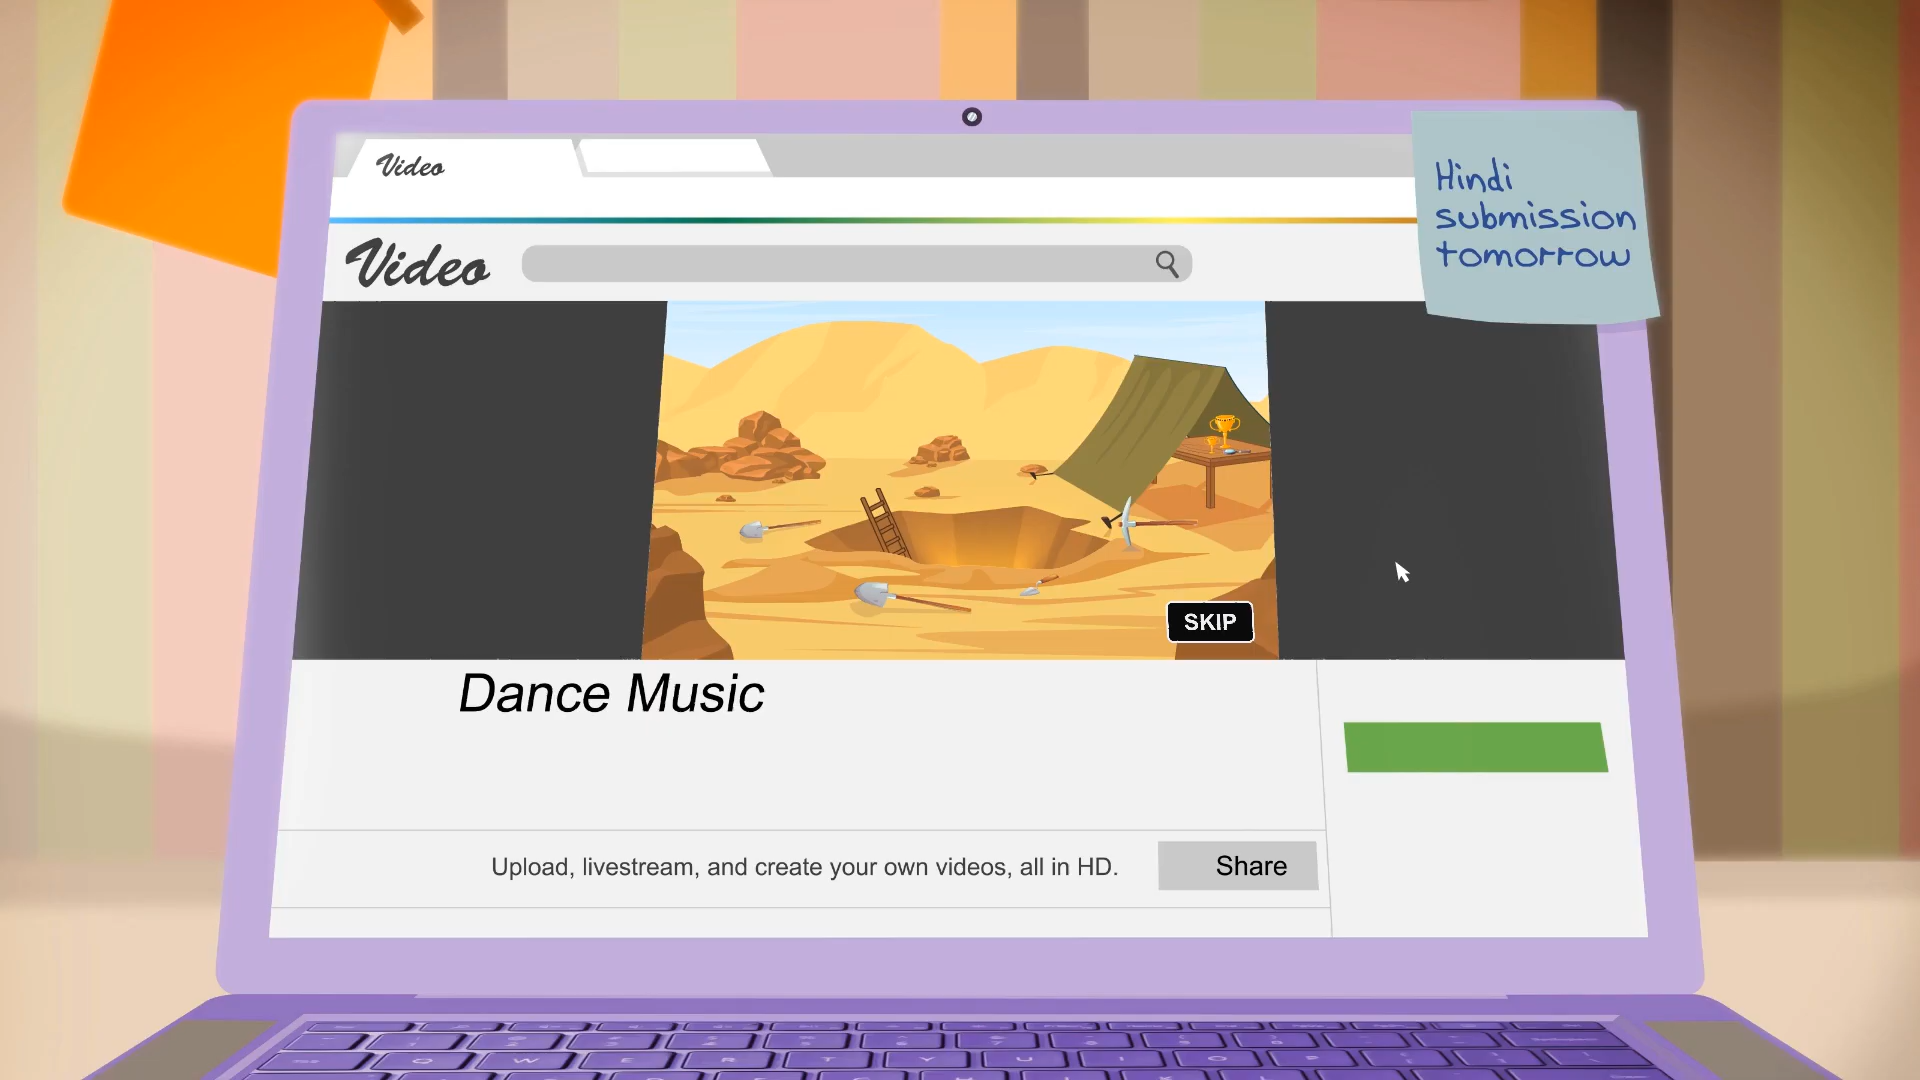 Video
Video
Hindi
submission
tomorrow
SKIP
Dance Music
Upload, livestream, and create your own videos, all in HD.
Share
Q W E R T Y U I O P